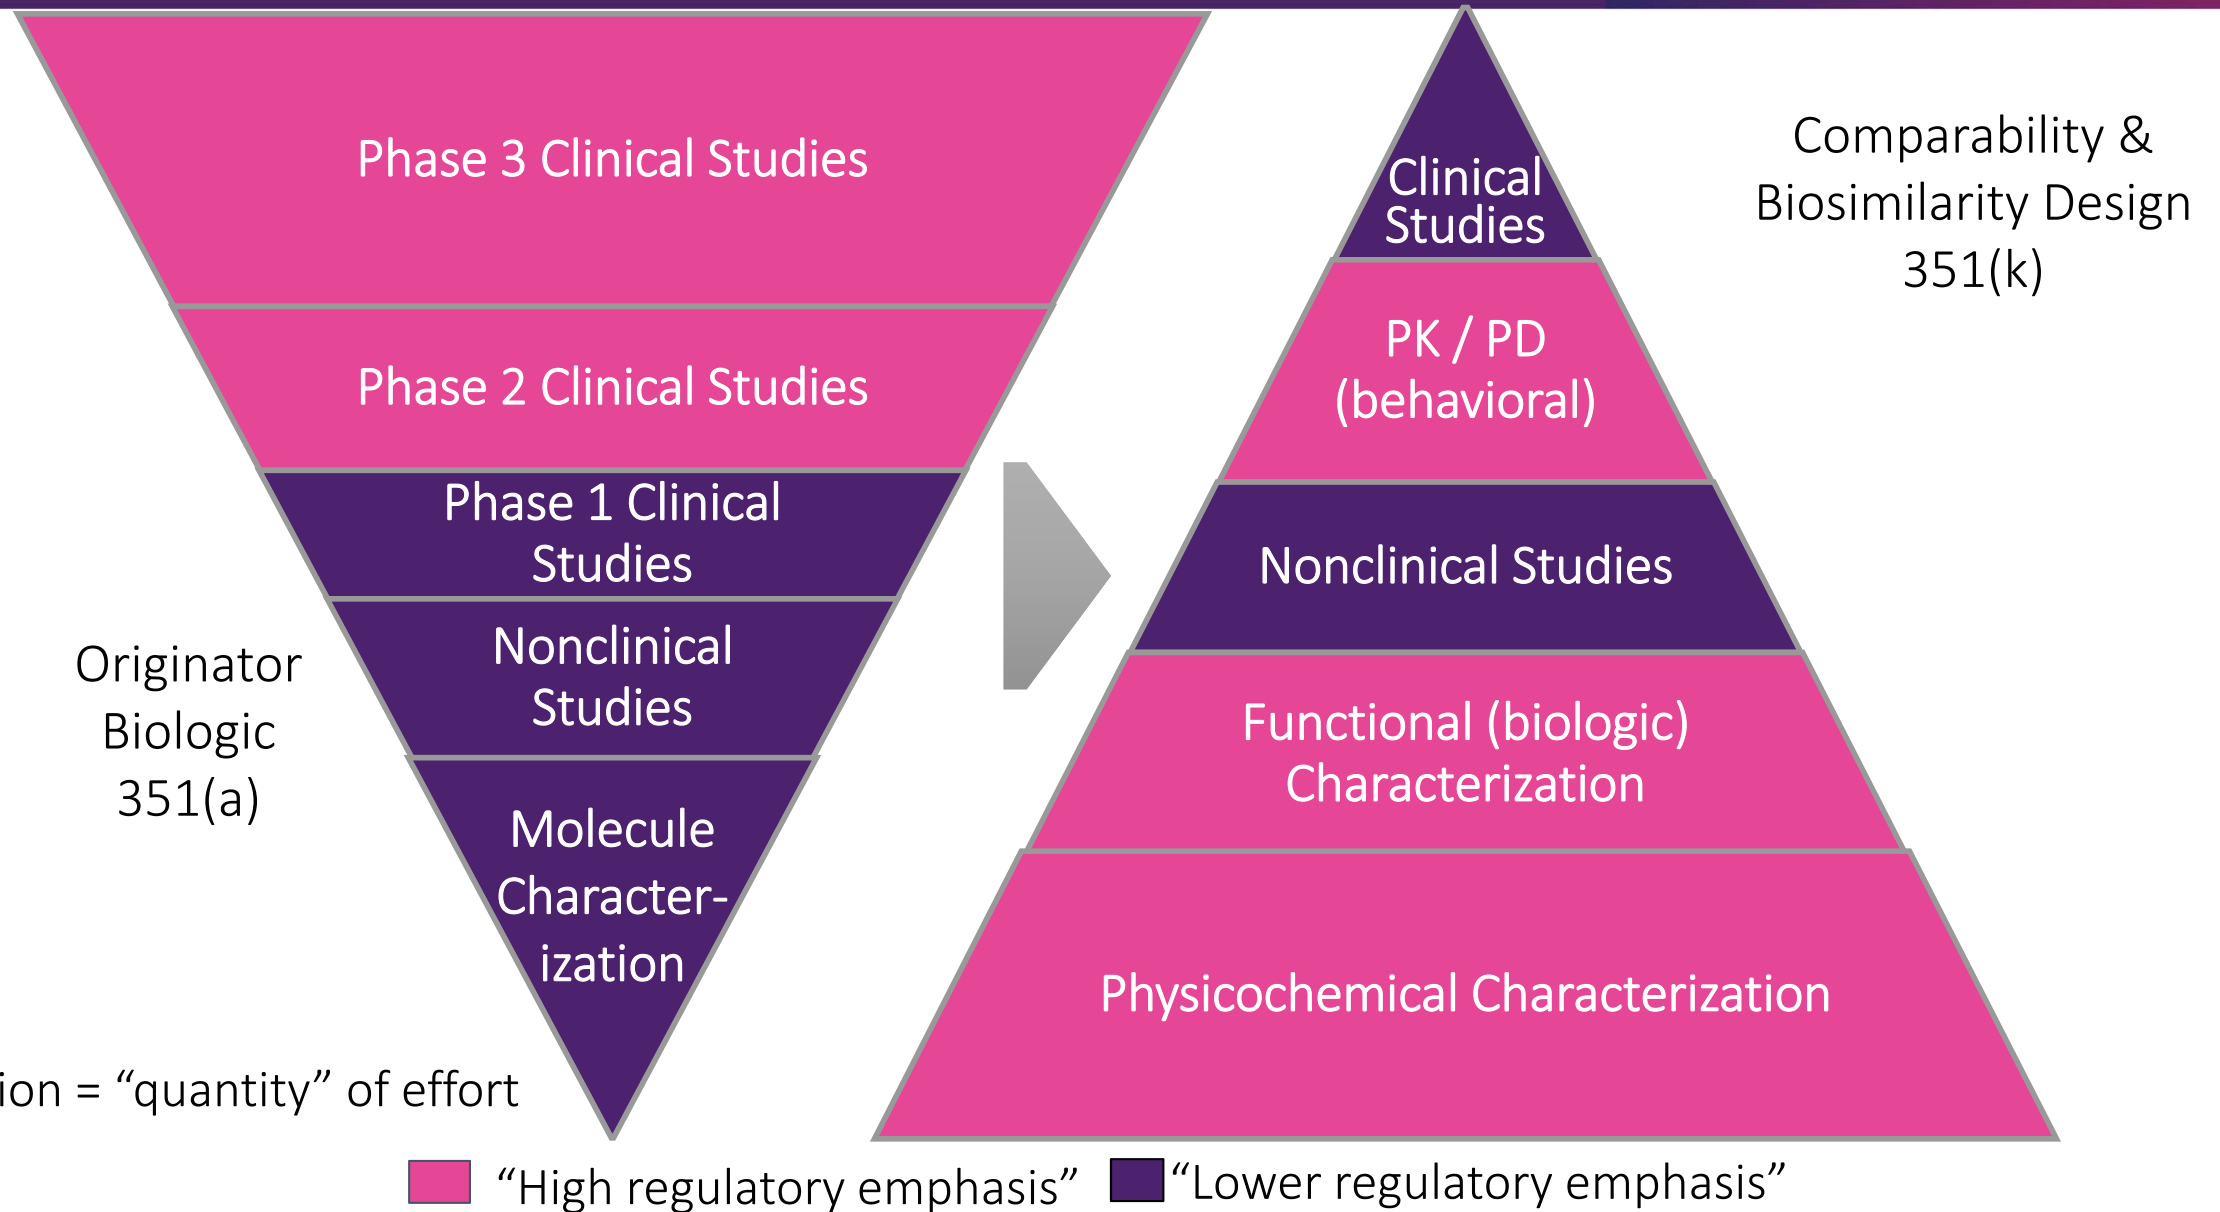 Phase 3 Clinical Studies
Phase 2 Clinical Studies
Phase 1 Clinical
Studies
Nonclinical
Studies
Molecule
Character-
ization
Originator
Biologic
351(a)
Clinical
Studies
PK / PD
(behavioral)
Nonclinical Studies
Functional (biologic)
Characterization
Physicochemical Characterization
Comparability &
Biosimilarity Design
351(k)
= “quantity” of effort
“High regulatory emphasis”
“Lower regulatory emphasis”